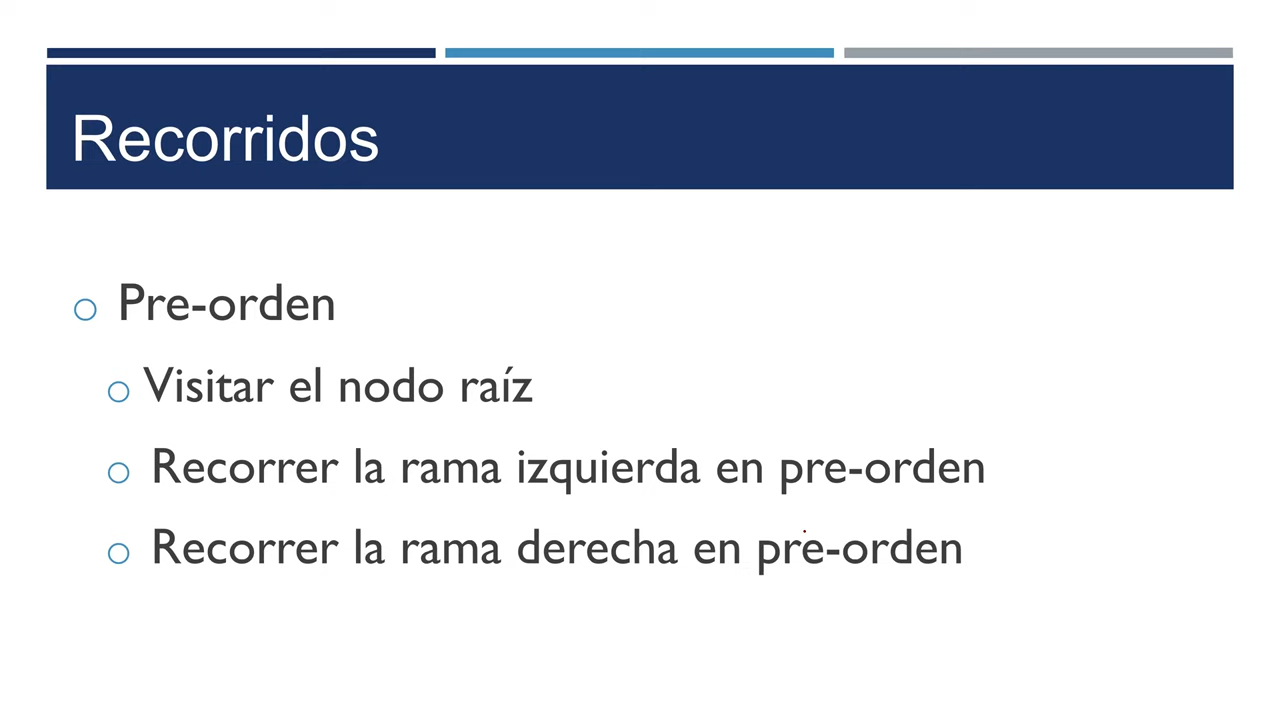 Recorridos
Pre-orden
Visitar el nodo raíz
Recorrer la rama izquierda en pre-orden
Recorrer la rama derecha en pre-orden